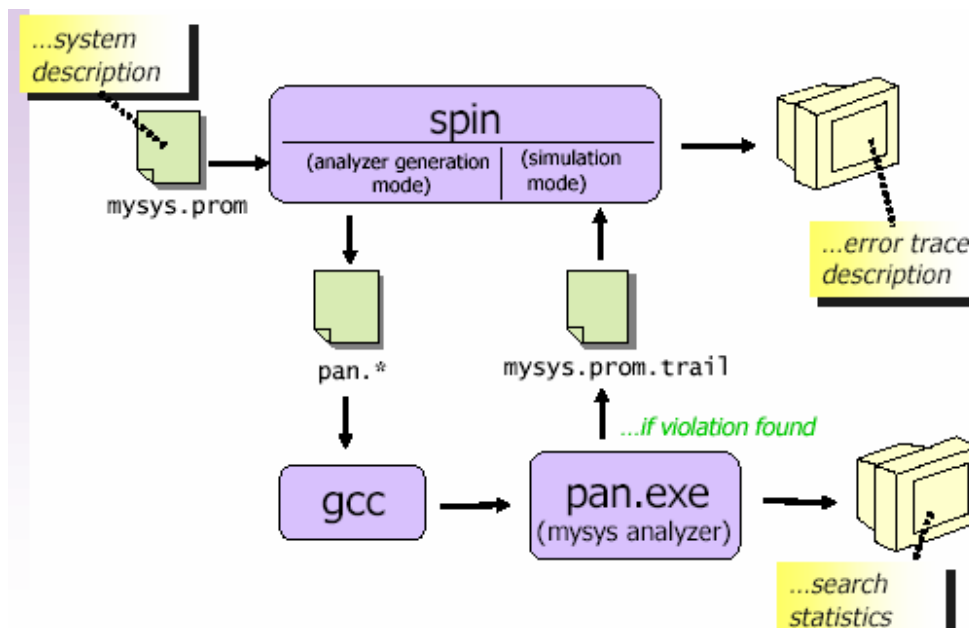 ...system
description
mysys.prom
spin
(analyzer generation
mode)
(simulation
mode)
...error trace
description
pan.*
mysys.prom.trail
...if violation found
gcc
pan.exe
(mysys analyzer)
...search
statistics